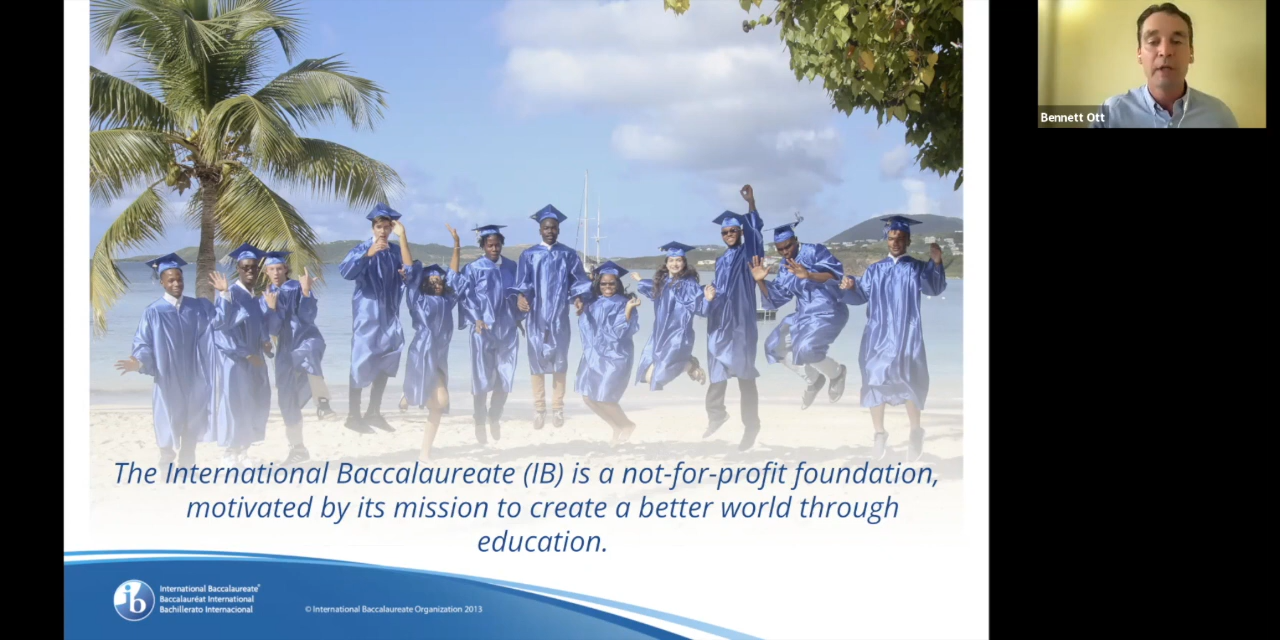 Bennett Ott
The International Baccalaureate (IB) is a not-for-profit foundation,
motivated by its mission to create a better world through
education.
ib
International Baccalaureate®
Baccalauréat International
Bachillerato Internacional
© International Baccalaureate Organization 2013